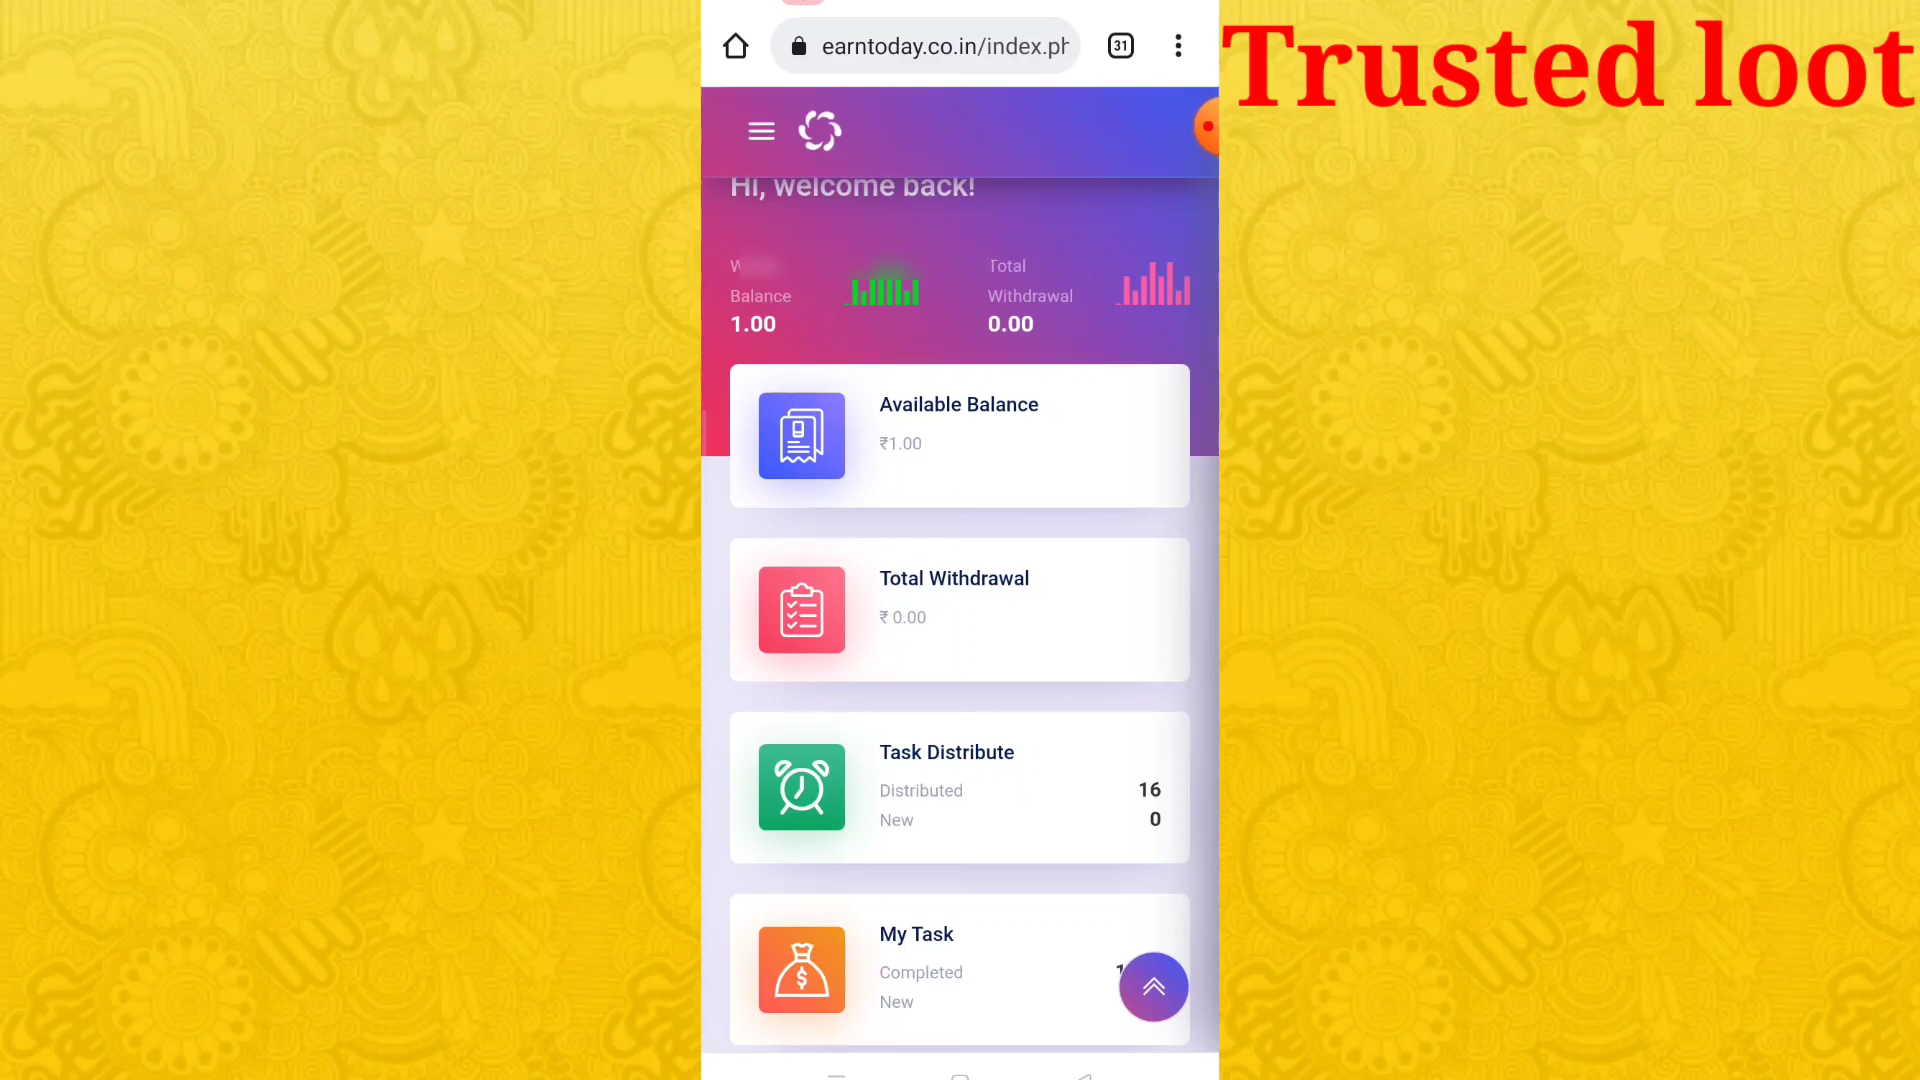 earntoday.co.in/index.ph
31
Trusted loot
Hi, welcome back!
Balance
1.00
Total
Withdrawal
0.00
Available Balance
₹1.00
Total Withdrawal
₹ 0.00
Task Distribute
Distributed 16
New 0
My Task
Completed
New